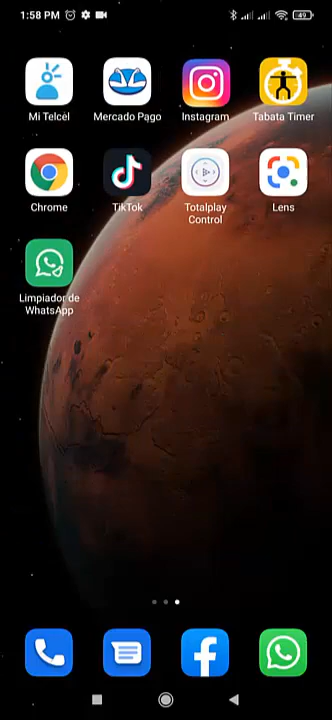 1:58 PM
49
Mi Telcel
Mercado Pago
Instagram
Tabata Timer
Chrome
TikTok
Totalplay
Control
Lens
Limpiador de
WhatsApp